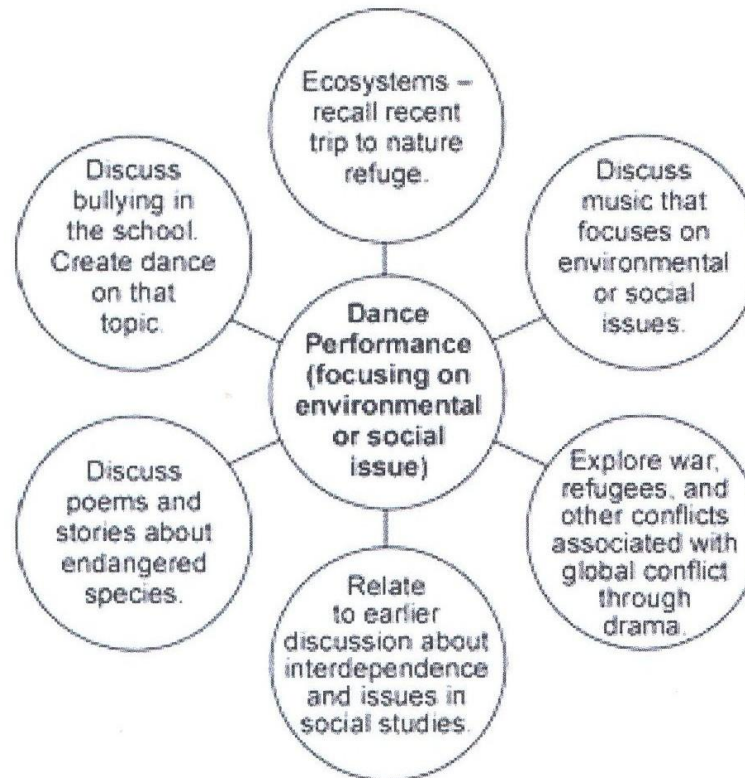 Ecosystems –
recall recent
trip to nature
refuge.
Discuss
bullying in
the school.
Create dance
on that
topic.
Discuss
music that
focuses on
environmental
or social
issues.
Dance
Performance
(focusing on
environmental
or social
issue)
Discuss
poems and
stories about
endangered
species.
Explore war,
refugees, and
other conflicts
associated with
global conflict
through
drama.
Relate
to earlier
discussion about
interdependence
and issues in
social studies.